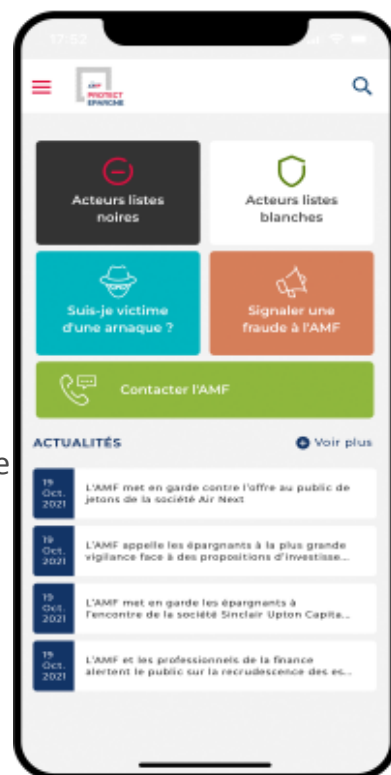 17:52
AMF
PROTECT
EPARGNE
Acteurs listes
noires
Acteurs listes
blanches
Suis-je victime
d'une arnaque ?
Signaler une
fraude à l'AMF
Contacter l'AMF
ACTUALITÉS
Voir plus
e
19
Oct.
2021
L'AMF met en garde contre l'offre au public de
jetons de la société Air Next
19
Oct.
2021
L'AMF appelle les épargnants à la plus grande
vigilance face à des propositions d'investisse...
19
Oct.
2021
L'AMF met en garde les épargnants à
l'encontre de la société Sinclair Upton Capita...
19
Oct.
2021
L'AMF et les professionnels de la finance
alertent le public sur la recrudescence des es...